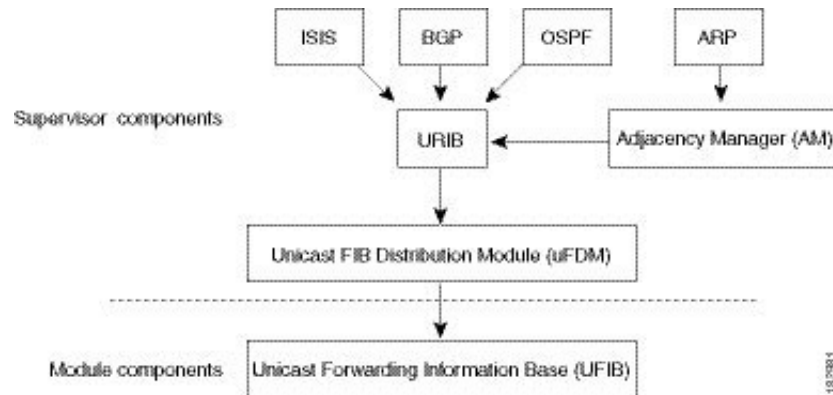 ISIS
BGP
OSPF
ARP
Supervisor components
URIB
Adjacency Manager (AM)
Unicast FIB Distribution Module (uFDM)
Module components
Unicast Forwarding Information Base (UFIB)